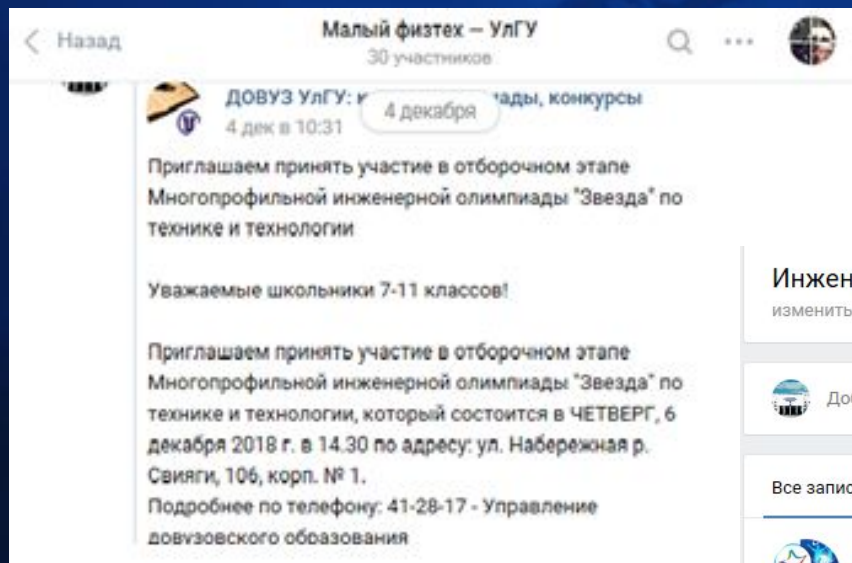 Назад
Малый физтех — УлГУ
30 участников
ДОВУЗ УлГУ: к ады, конкурсы
4 декабря
4 дек в 10:31
Приглашаем принять участие в отборочном этапе
Многопрофильной инженерной олимпиады "Звезда" по
технике и технологии
Уважаемые школьники 7-11 классов!
Приглашаем принять участие в отборочном этапе
Многопрофильной инженерной олимпиады "Звезда" по
технике и технологии, который состоится в ЧЕТВЕРГ, 6
декабря 2018 г. в 14.30 по адресу: ул. Набережная р.
Свияги, 106, корп. № 1.
Подробнее по телефону: 41-28-17 - Управление
довузовского образования
Инжен
изменить
До
Все запис